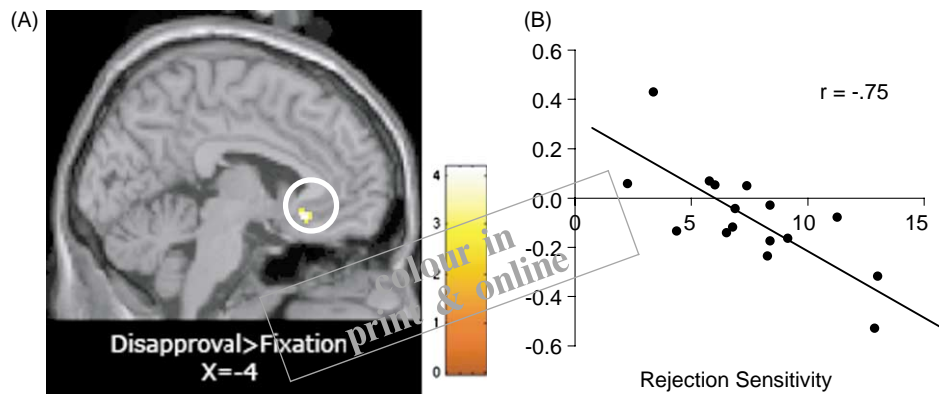 (A)
Disapproval>Fixation
X=-4
4
3
2
1
0
colour in
print & online
(B)
0.6
0.4
0.2
0.0
-0.2
-0.4
-0.6
0
5
10
15
r = -.75
Rejection Sensitivity